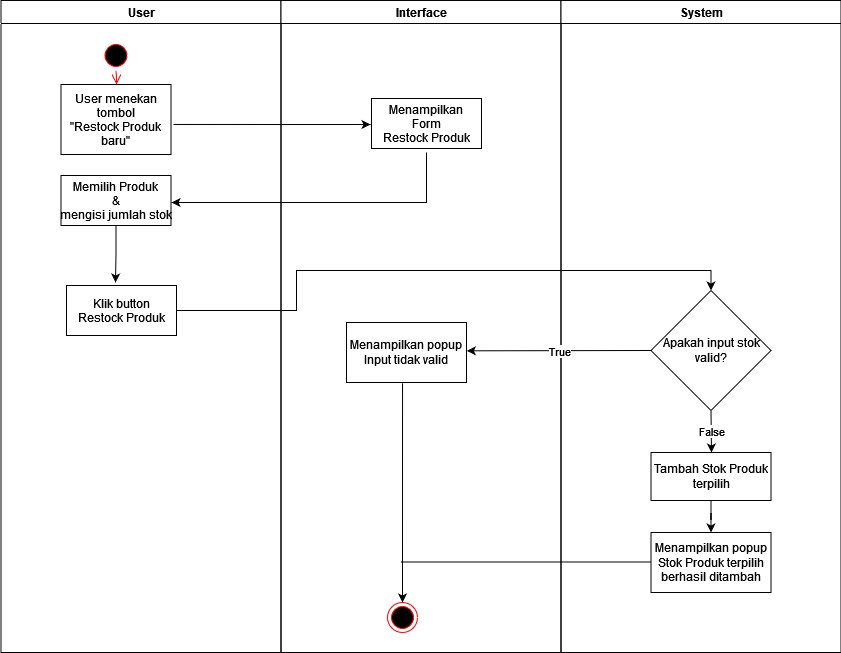 User
Interface
System
User menekan
tombol
"Restock Produk
baru"
Menampilkan
Form
Restock Produk
Memilih Produk
&
mengisi jumlah stok
Klik button
Restock Produk
Apakah input stok
valid?
True
Menampilkan popup
Input tidak valid
False
Tambah Stok Produk
terpilih
Menampilkan popup
Stok Produk terpilih
berhasil ditambah